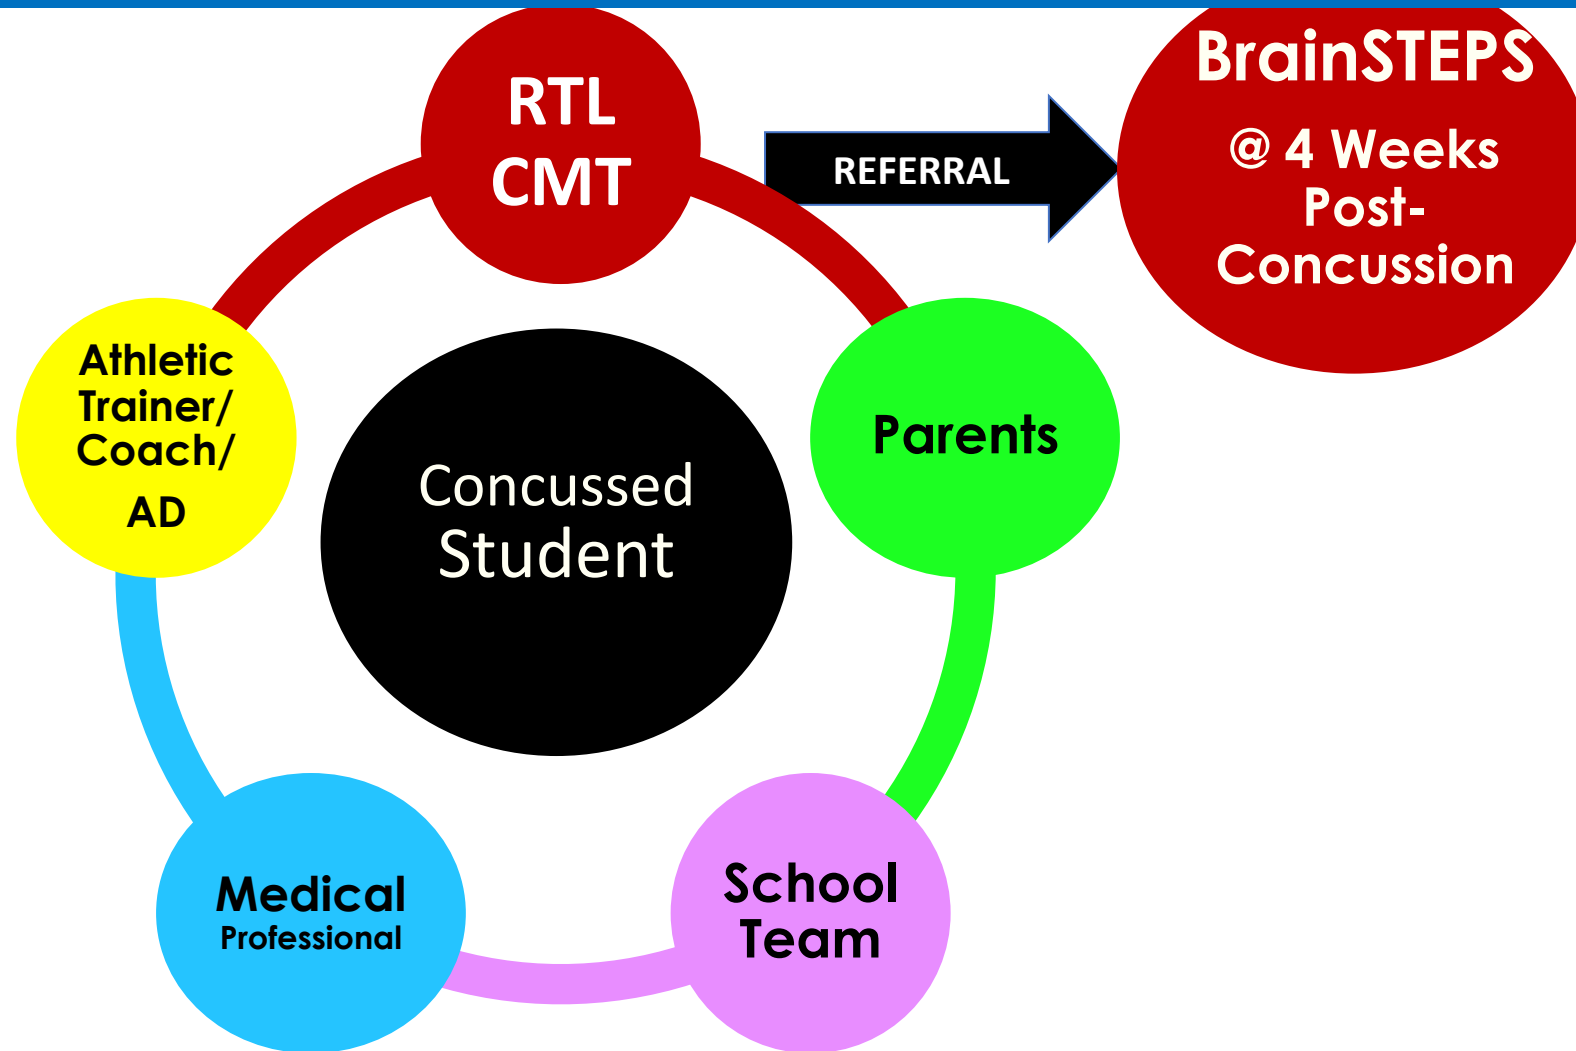 RTL
CMT
REFERRAL
BrainSTEPS
@ 4 Weeks
Post-
Concussion
Athletic
Trainer/
Coach/
AD
Concussed
Student
Parents
Medical
Professional
School
Team